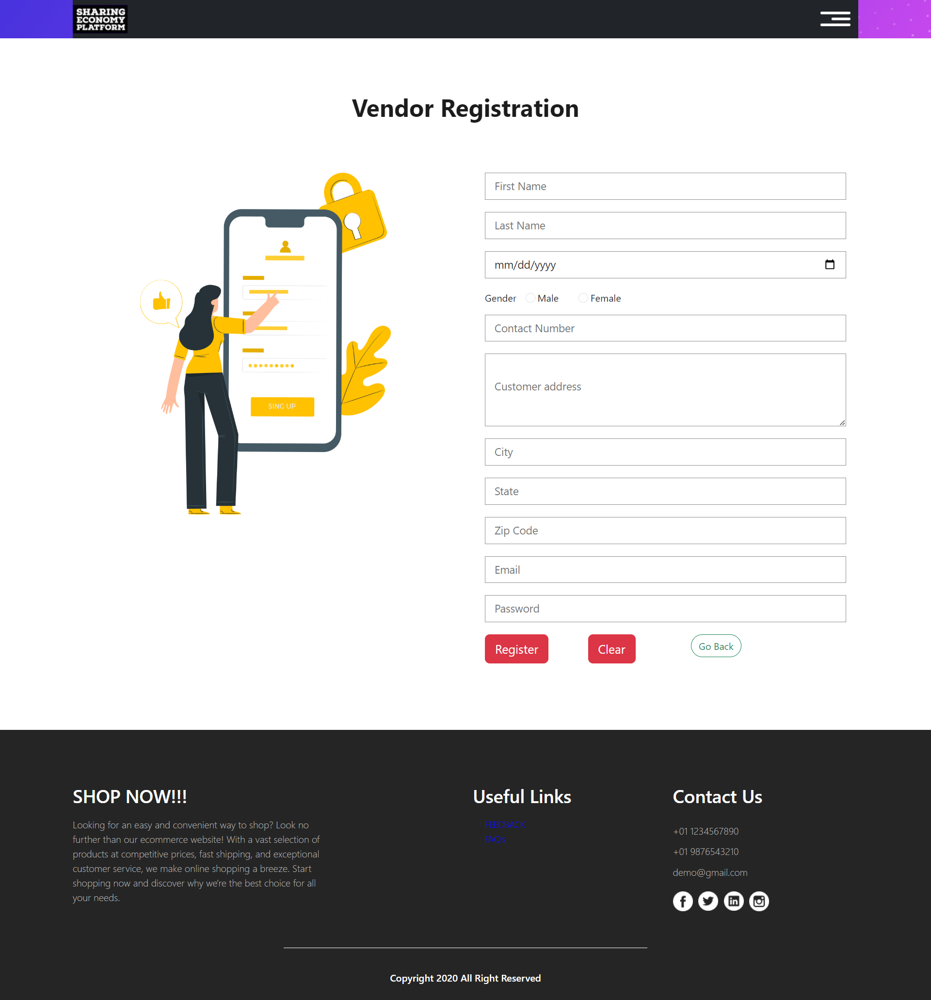 SHARING
ECONOMY
PLATFORM
Vendor Registration
SING UP
First Name
Last Name
mm/dd/yyyy
Gender Male Female
Contact Number
Customer address
City
State
Zip Code
Email
Password
Register Clear Go Back
SHOP NOW!!!
Looking for an easy and convenient way to shop? Look no
further than our ecommerce website! With a vast selection of
products at competitive prices, fast shipping, and exceptional
customer service, we make online shopping a breeze. Start
shopping now and discover why we're the best choice for all
your needs.
Useful Links
FEEDBACK
FAQ's
Contact Us
+01 1234567890
+01 9876543210
demo@gmail.com
Copyright 2020 All Right Reserved